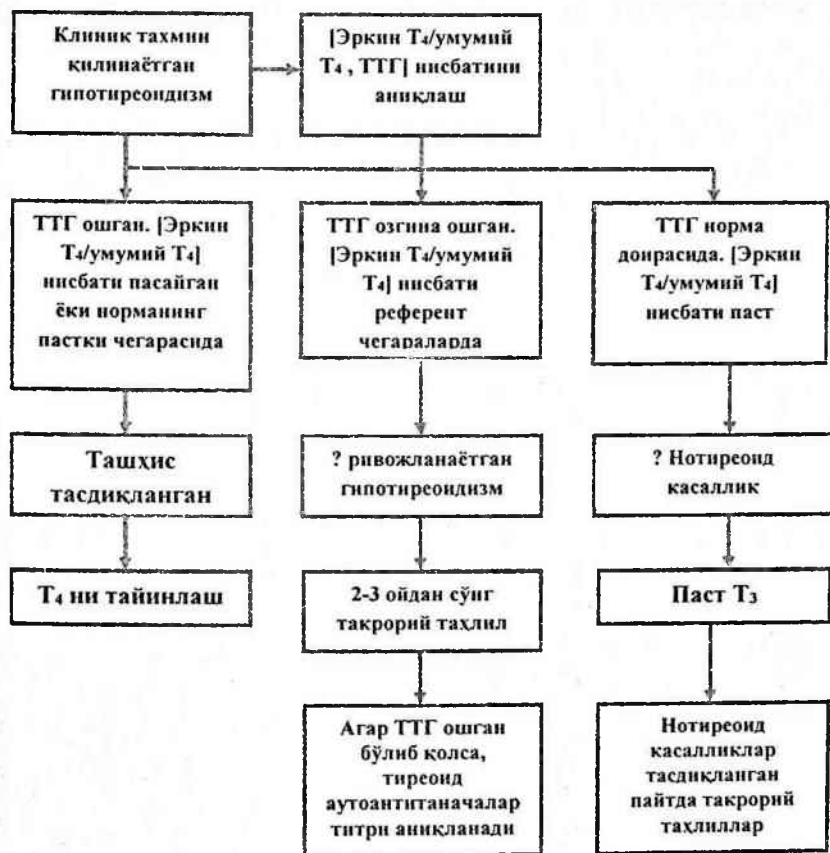 Клиник тахмин
қилинаётган
гипотиреоидизм
[Эркин Т₄/умумий
Т₄ , ТТГ] нисбатини
аниқлаш
ТТГ ошган. [Эркин
Т₄/умумий Т₄]
нисбати пасайган
ёки норманинг
пастки чегарасида
ТТГ озгина ошган.
[Эркин Т₄/умумий
Т₄] нисбати
референт
чегараларда
ТТГ норма
доирасида. [Эркин
Т₄/умумий Т₄]
нисбати паст
Ташҳис
тасдиқланган
? ривожланаётган
гипотиреоидизм
? Нотиреоид
касаллик
Т₄ ни тайинлаш
2-3 ойдан сўнг
такрорий таҳлил
Паст Т₃
Агар ТТГ ошган
бўлиб қолса,
тиреоид
аутоантитаначалар
титри аниқланади
Нотиреоид
касалликлар
тасдиқланган
пайтда такрорий
таҳлиллар